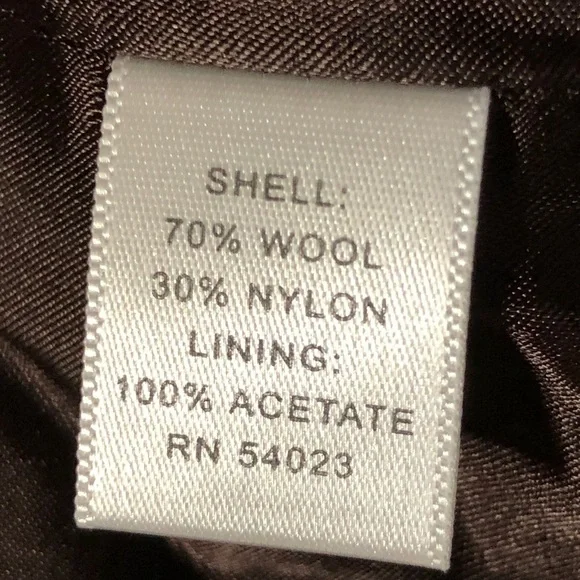 SHELL:
70% WOOL
30% NYLON
LINING:
100% ACETATE
RN 54023